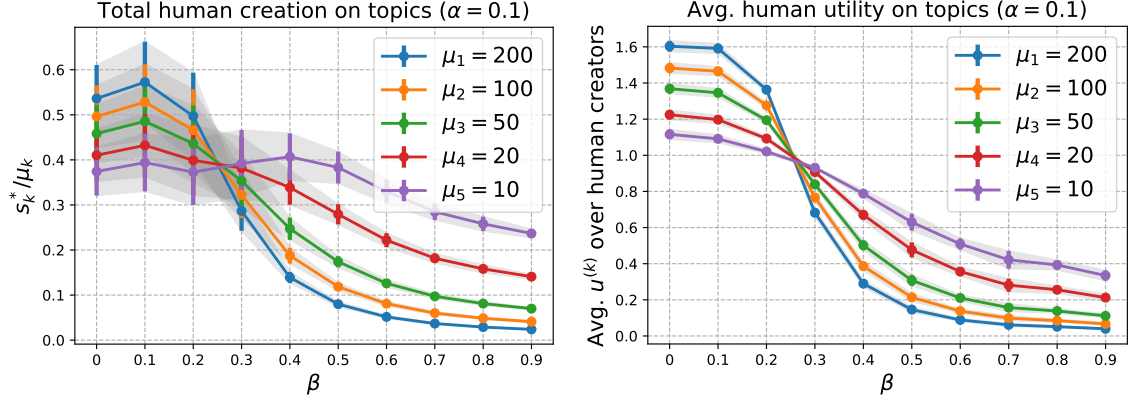 Total human creation on topics (α = 0.1)
s*ₖ/μₖ
0.6
0.5
0.4
0.3
0.2
0.1
0.0
μ₁ = 200
μ₂ = 100
μ₃ = 50
μ₄ = 20
μ₅ = 10
0 0.1 0.2 0.3 0.4 0.5 0.6 0.7 0.8 0.9
β
Avg. human utility on topics (α = 0.1)
Avg. u⁽ᵏ⁾ over human creators
1.6
1.4
1.2
1.0
0.8
0.6
0.4
0.2
0.0
μ₁ = 200
μ₂ = 100
μ₃ = 50
μ₄ = 20
μ₅ = 10
0 0.1 0.2 0.3 0.4 0.5 0.6 0.7 0.8 0.9
β